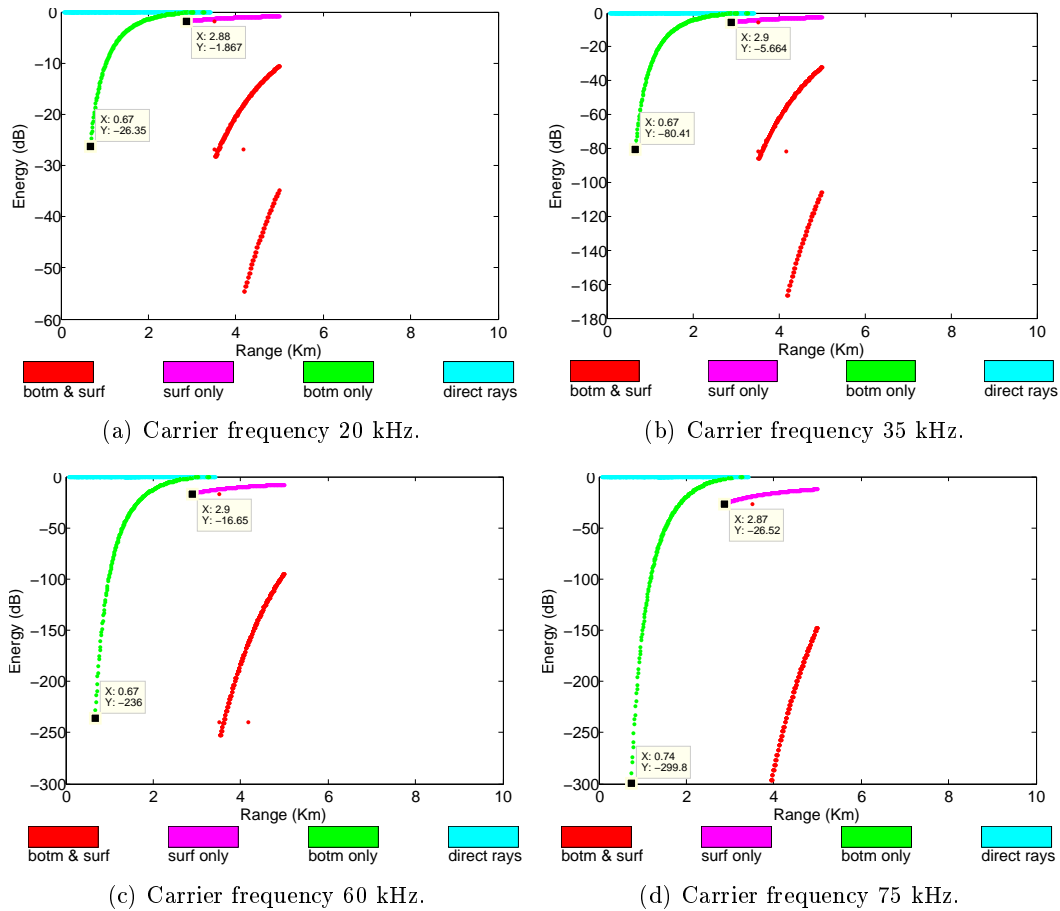 0
−10
−20
−30
−40
−50
−60
Energy (dB)
X: 2.88
Y: −1.867
X: 0.67
Y: −26.35
0 2 4 6 8 10
Range (Km)
botm & surf surf only botm only direct rays
(a) Carrier frequency 20 kHz.
0
−20
−40
−60
−80
−100
−120
−140
−160
−180
Energy (dB)
X: 2.9
Y: −5.664
X: 0.67
Y: −80.41
0 2 4 6 8 10
Range (Km)
botm & surf surf only botm only direct rays
(b) Carrier frequency 35 kHz.
0
−50
−100
−150
−200
−250
−300
Energy (dB)
X: 2.9
Y: −16.65
X: 0.67
Y: −236
0 2 4 6 8 10
Range (Km)
botm & surf surf only botm only direct rays
(c) Carrier frequency 60 kHz.
0
−50
−100
−150
−200
−250
−300
Energy (dB)
X: 2.87
Y: −26.52
X: 0.74
Y: −299.8
0 2 4 6 8 10
Range (Km)
botm & surf surf only botm only direct rays
(d) Carrier frequency 75 kHz.